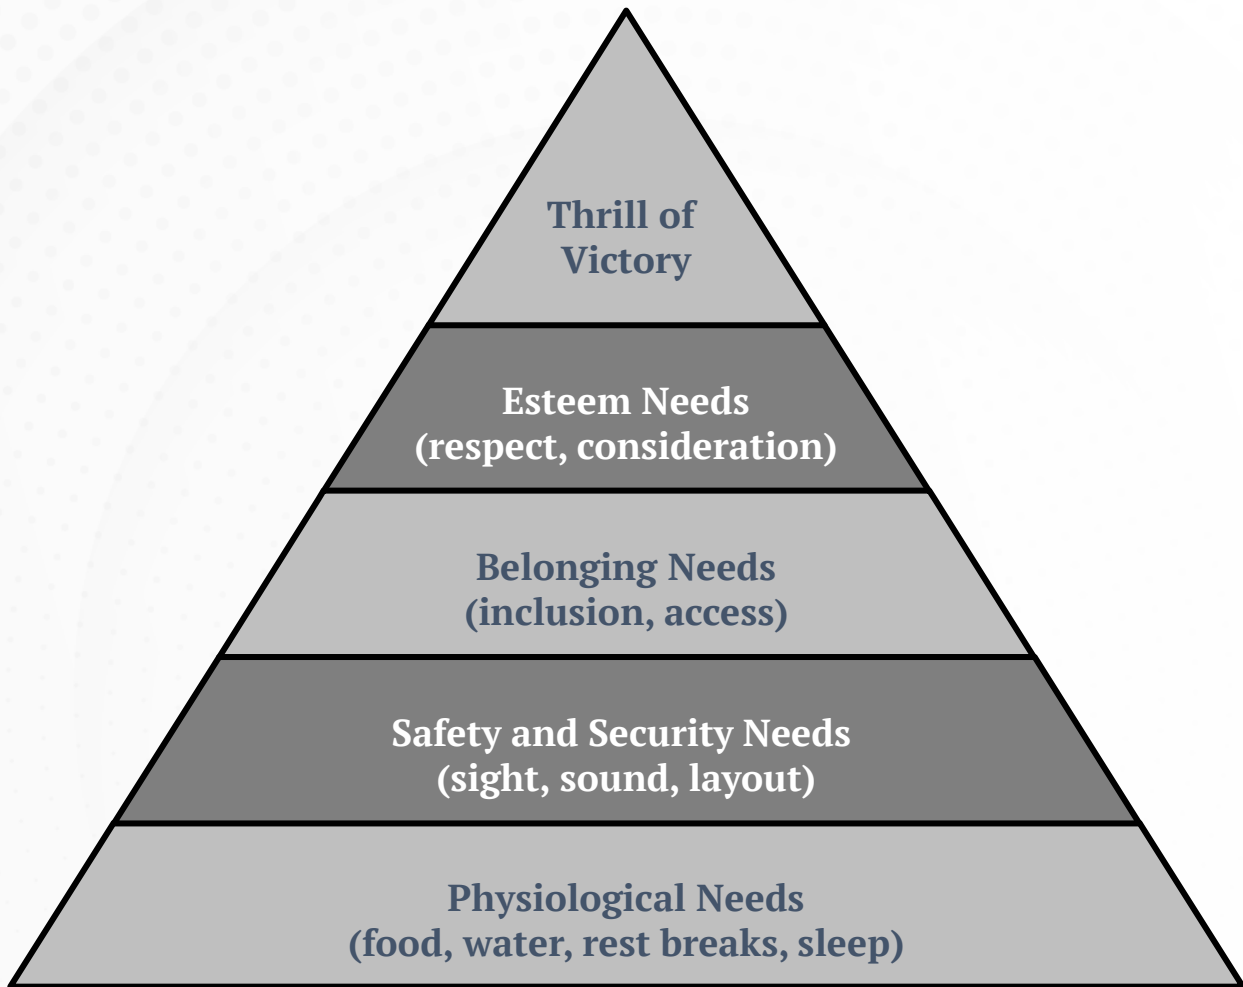 Thrill of
Victory
Esteem Needs
(respect, consideration)
Belonging Needs
(inclusion, access)
Safety and Security Needs
(sight, sound, layout)
Physiological Needs
(food, water, rest breaks, sleep)